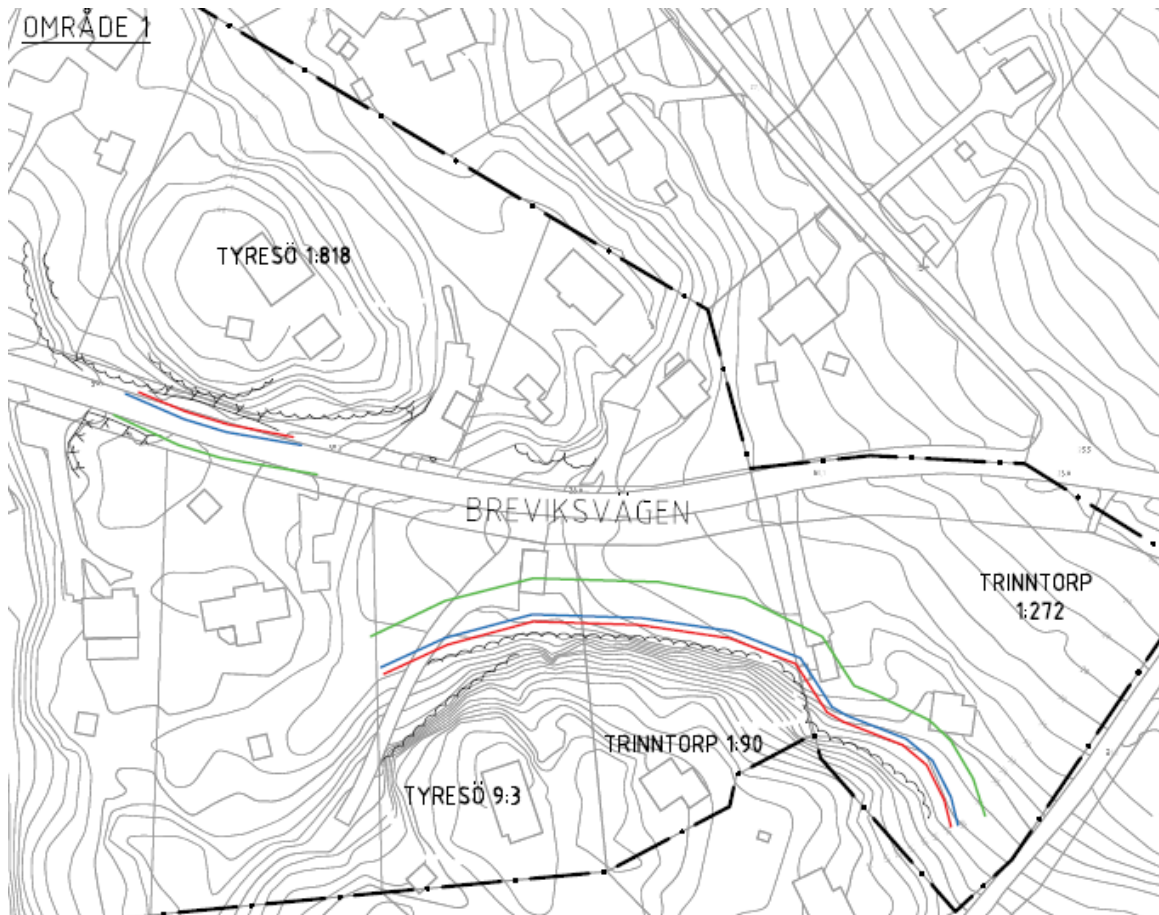 OMRÅDE 1
TYRESÖ 1:818
BREVIKSVÄGEN
TRINNTORP
1:272
TRINNTORP 1:90
TYRESÖ 9:3